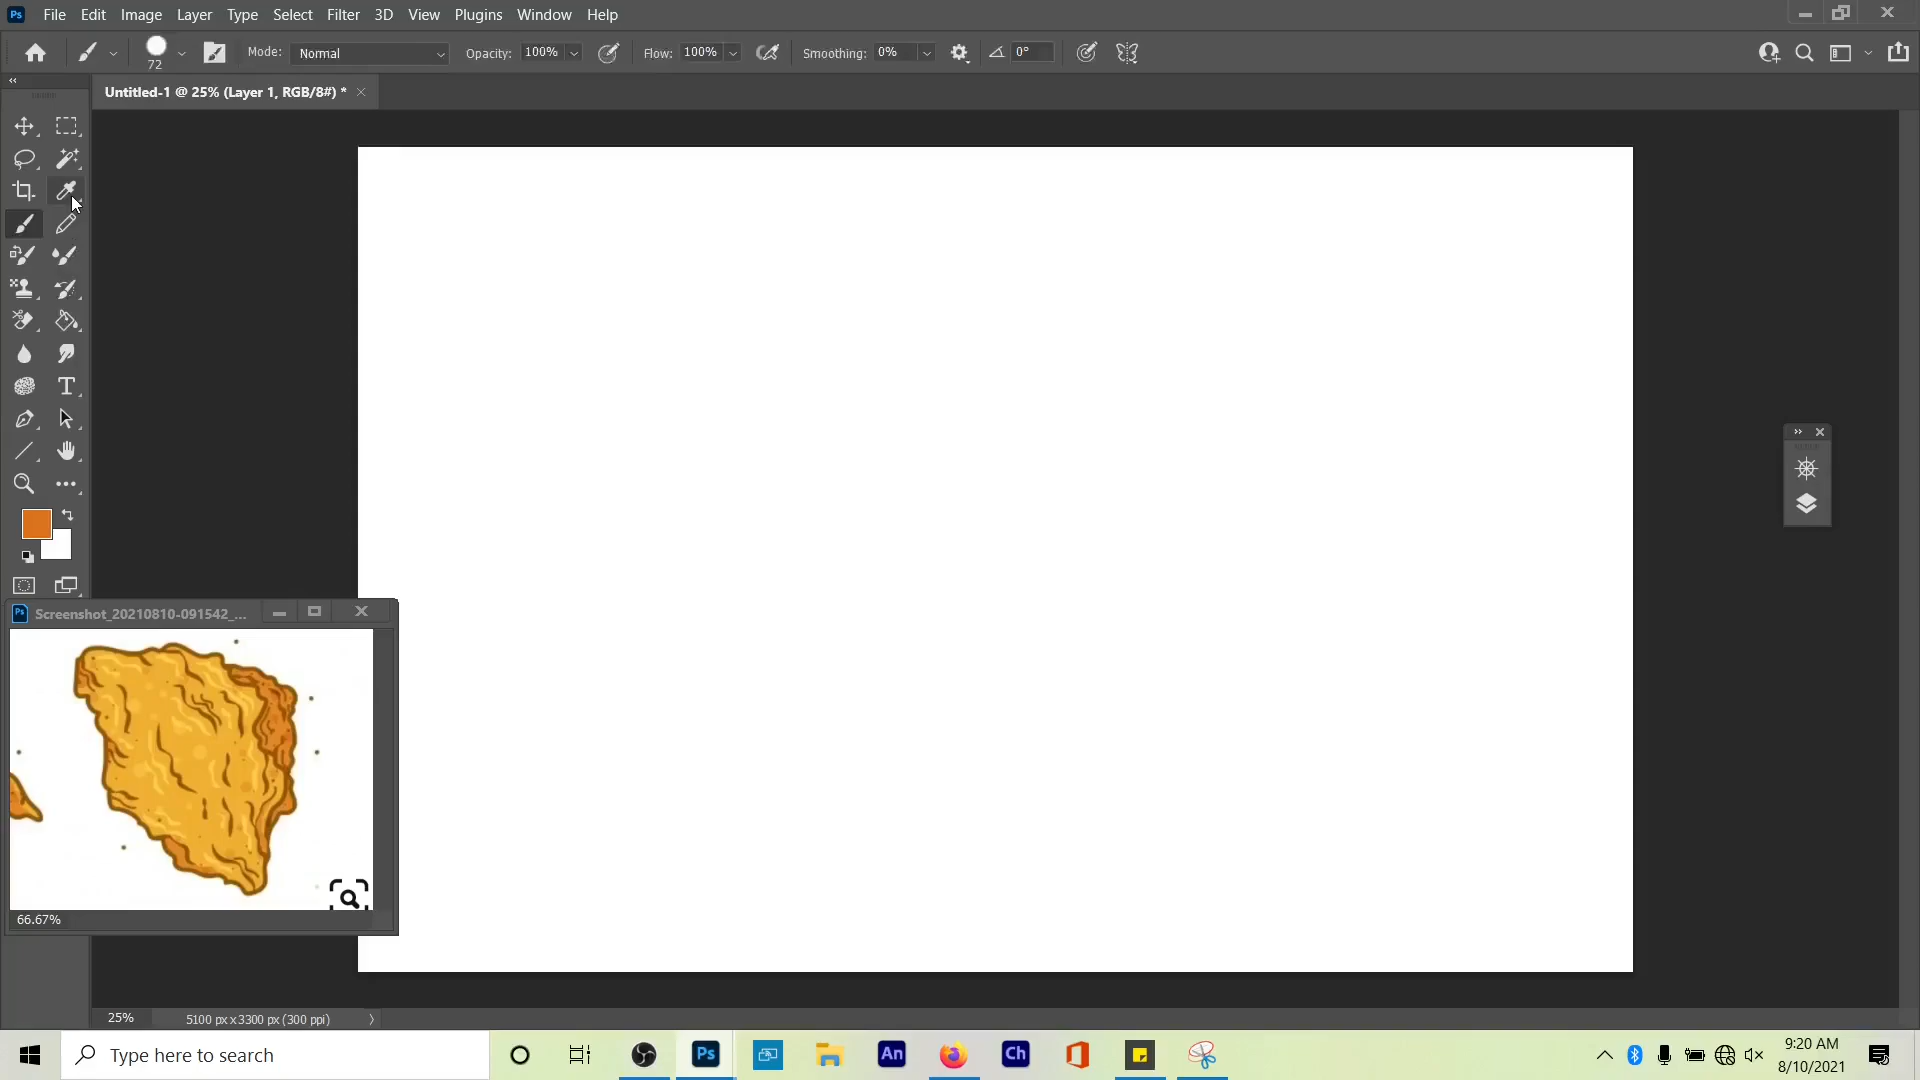 Ps File Edit Image Layer Type Select Filter 3D View Plugins Window Help
72 Mode: Normal Opacity: 100% Flow: 100% Smoothing: 0% 0°
Untitled-1 @ 25% (Layer 1, RGB/8#) *
T
Ps Screenshot_20210810-091542_...
66.67%
25% 5100 px x 3300 px (300 ppi)
Type here to search
Ps
An
Ch
9:20 AM
8/10/2021